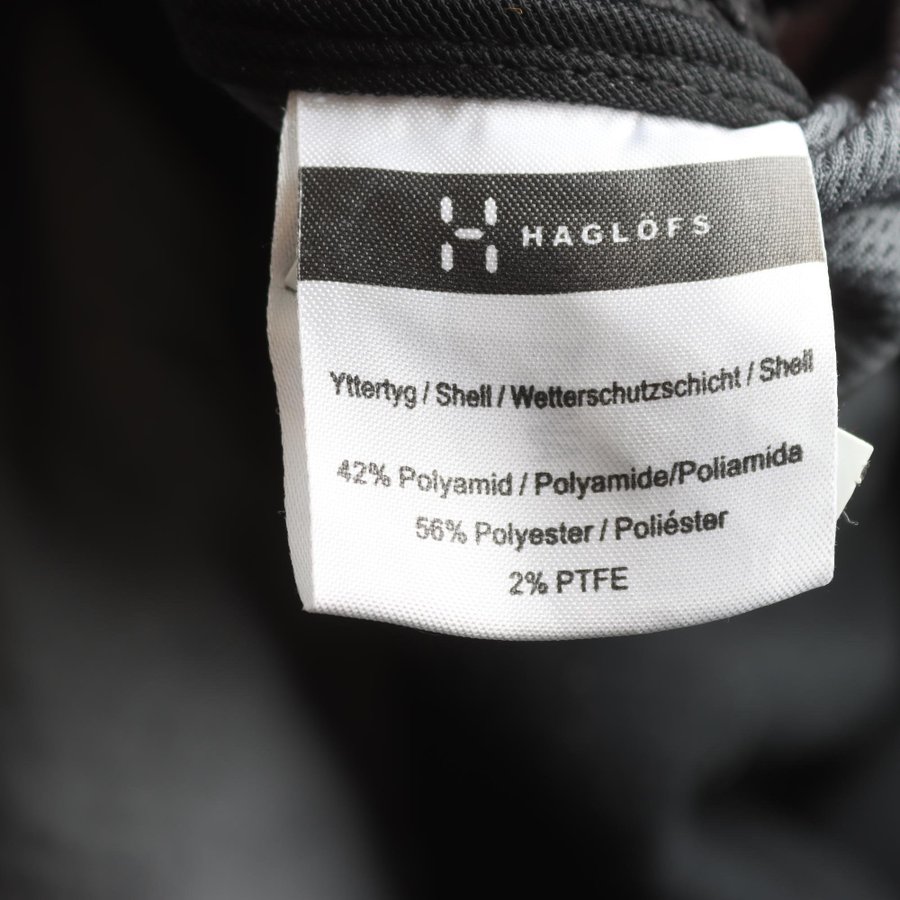 HAGLÖFS
Yttertyg / Shell / Wetterschutzschicht / Shell
42% Polyamid / Polyamide/Poliamida
56% Polyester / Poliéster
2% PTFE